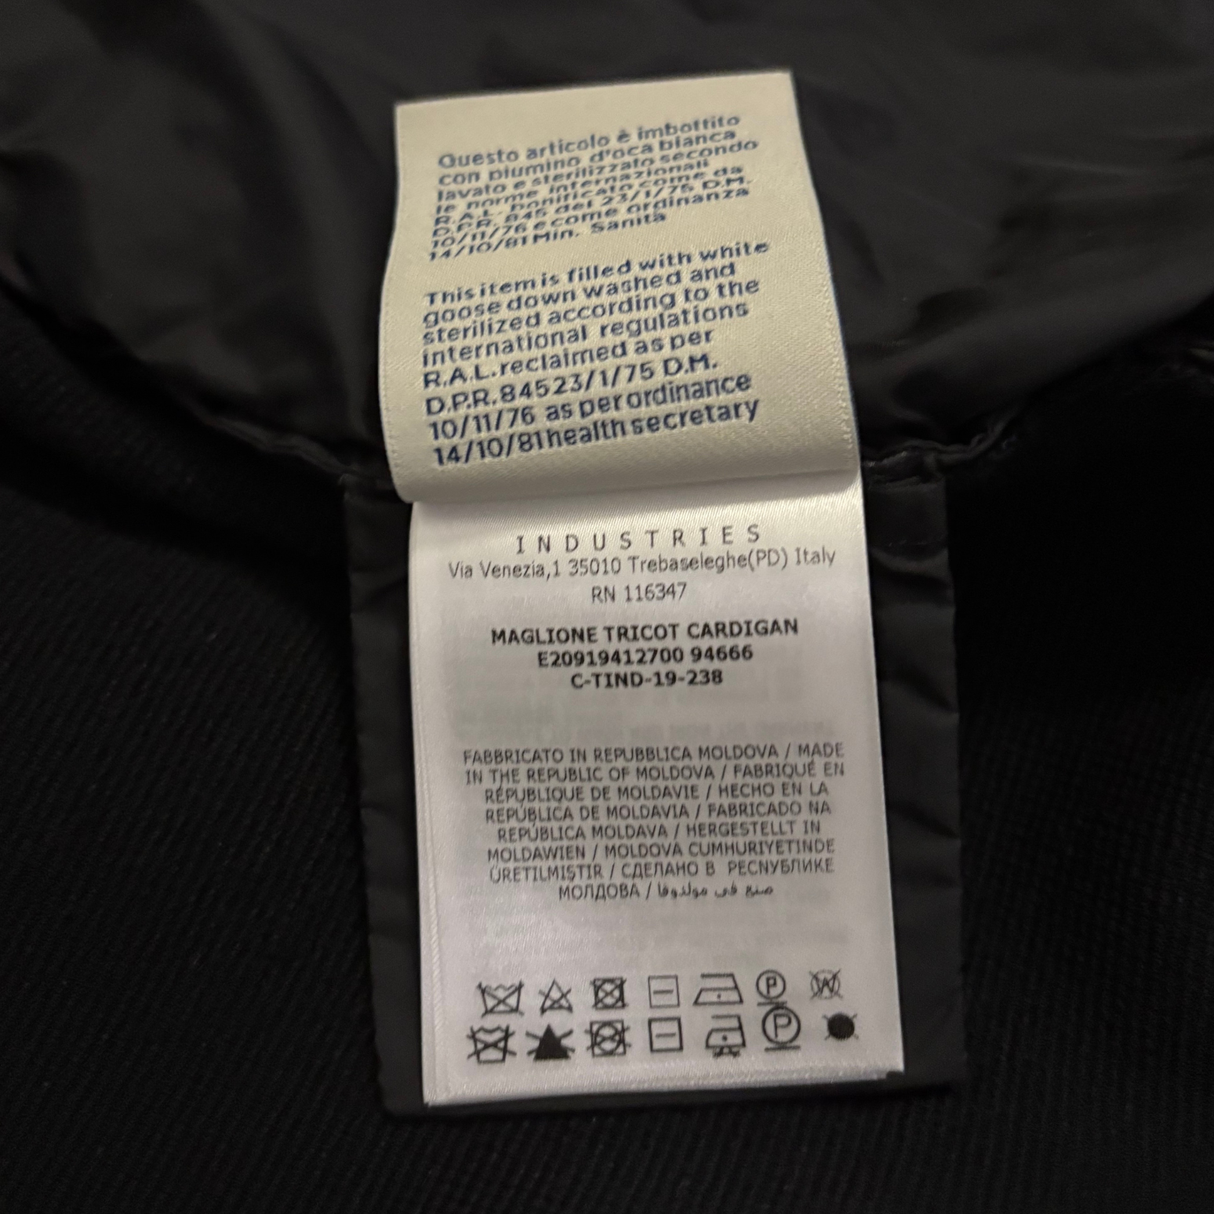 Questo articolo è imbottito
con piumino d'oca bianca
lavato e sterilizzato secondo
le norme internazionali
R.A.L. bonificato come da
D.P.R. 845 del 23/1/75 D.M.
10/11/76 e come ordinanza
14/10/81 Min. Sanità
This item is filled with white
goose down washed and
sterilized according to the
international regulations
R.A.L. reclaimed as per
D.P.R. 845 23/1/75 D.M.
10/11/76 as per ordinance
14/10/81 health secretary
INDUSTRIES
Via Venezia,1 35010 Trebaseleghe(PD) Italy
RN 116347
MAGLIONE TRICOT CARDIGAN
E20919412700 94666
C-TIND-19-238
FABBRICATO IN REPUBBLICA MOLDOVA / MADE
IN THE REPUBLIC OF MOLDOVA / FABRIQUÉ EN
RÉPUBLIQUE DE MOLDAVIE / HECHO EN LA
REPÚBLICA DE MOLDAVIA / FABRICADO NA
REPÚBLICA MOLDAVA / HERGESTELLT IN
MOLDAWIEN / MOLDOVA CUMHURIYETINDE
ÜRETILMIŞTIR / СДЕЛАНО В РЕСПУБЛИКЕ
МОЛДОВА / صنع في مولدوفا
P W
P